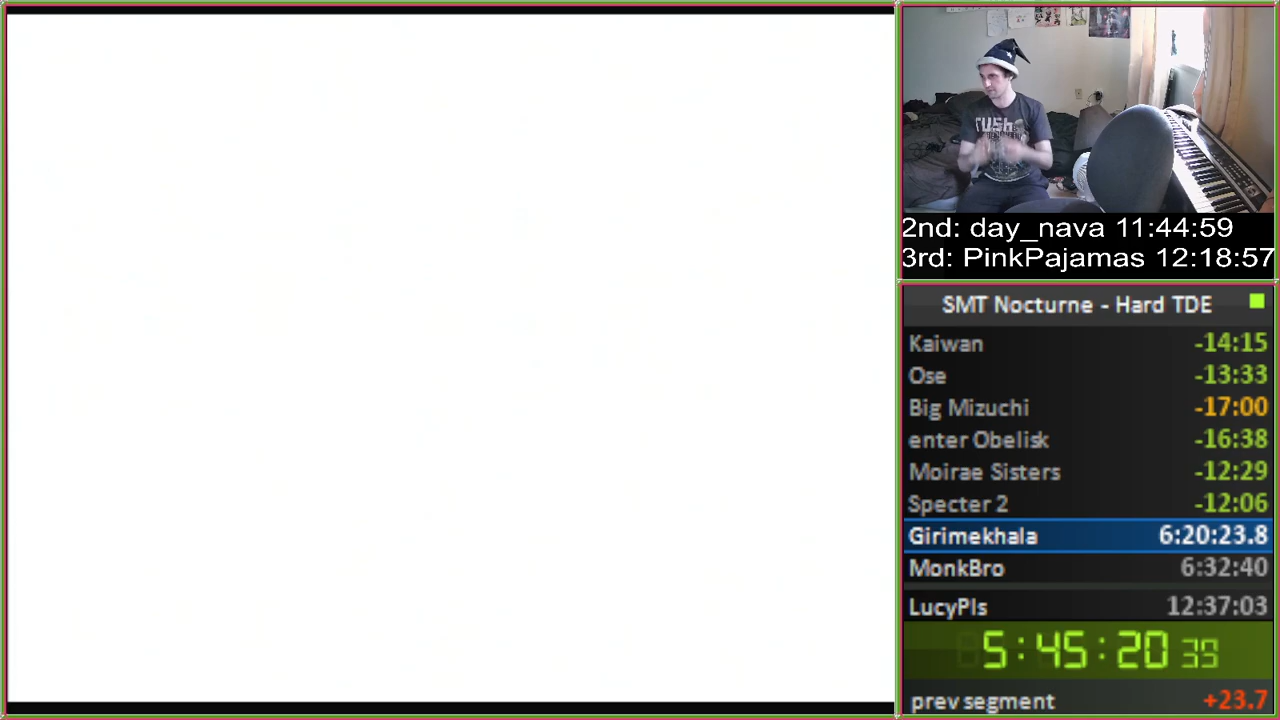 RUSH
2nd: day_nava 11:44:59
3rd: PinkPajamas 12:18:57
SMT Nocturne - Hard TDE
Kaiwan -14:15
Ose -13:33
Big Mizuchi -17:00
enter Obelisk -16:38
Moirae Sisters -12:29
Specter 2 -12:06
Girimekhala 6:20:23.8
MonkBro 6:32:40
LucyPls 12:37:03
5:45:20 39
prev segment +23.7